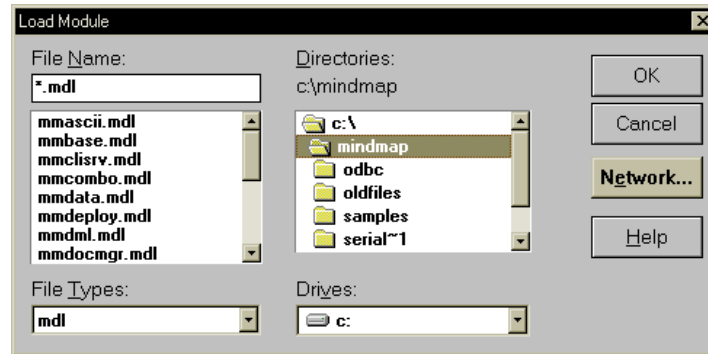 Load Module
File Name:
*.mdl
mmascii.mdl
mmbase.mdl
mmclisrv.mdl
mmcombo.mdl
mmdata.mdl
mmdeploy.mdl
mmdml.mdl
mmdocmgr.mdl
File Types:
mdl
Directories:
c:\mindmap
c:\
mindmap
odbc
oldfiles
samples
serial~1
Drives:
c:
OK
Cancel
Network...
Help